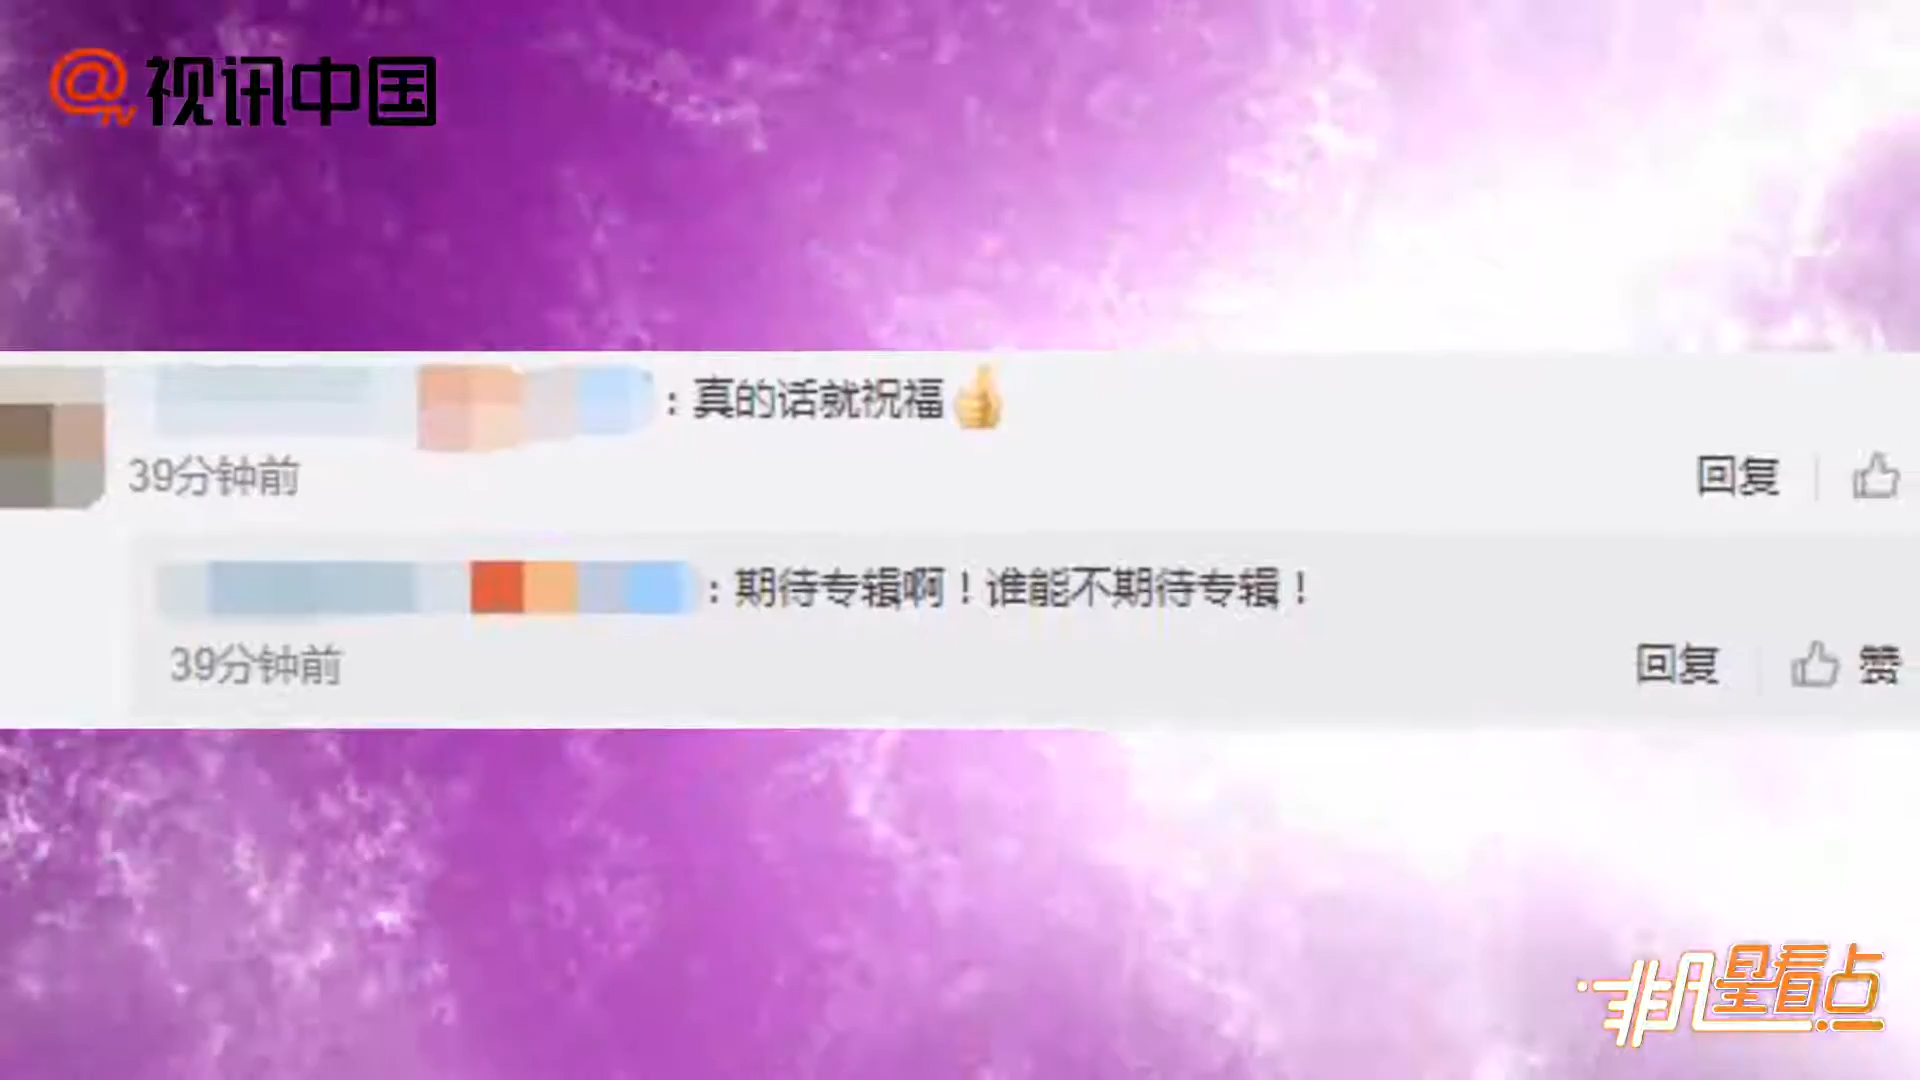 @TV 视讯中国
：真的话就祝福👍
39分钟前
回复
：期待专辑啊！谁能不期待专辑！
39分钟前
回复 赞
非凡星看点